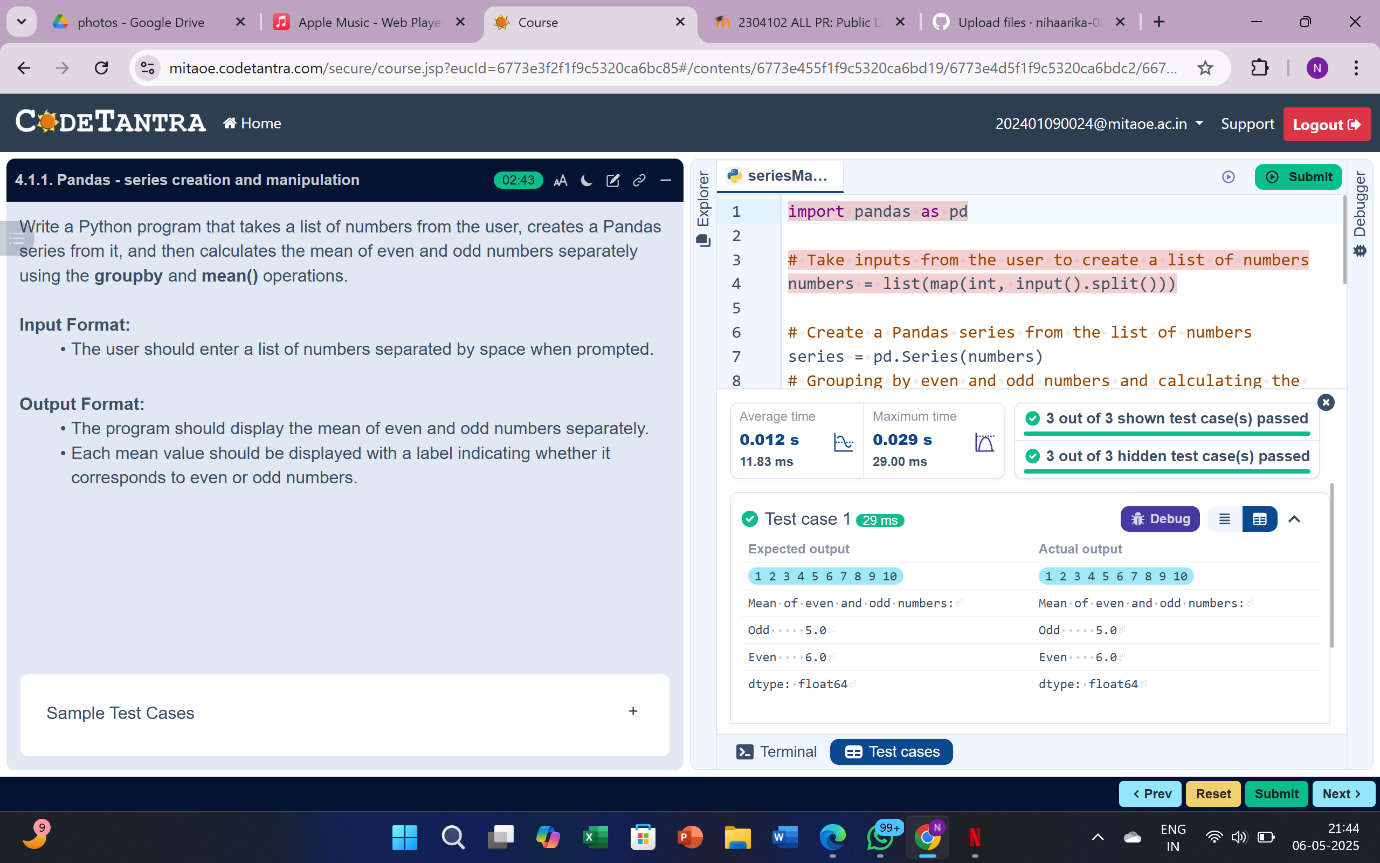 photos - Google Drive
Apple Music - Web Playe
Course
2304102 ALL PR: Public L
Upload files · nihaarika-0
mitaoe.codetantra.com/secure/course.jsp?eucId=6773e3f2f1f9c5320ca6bc85#/contents/6773e455f1f9c5320ca6bd19/6773e4d5f1f9c5320ca6bdc2/667...
N
CODETANTRA
Home
202401090024@mitaoe.ac.in
Support
Logout
4.1.1. Pandas - series creation and manipulation
02:43
AA
Write a Python program that takes a list of numbers from the user, creates a Pandas
series from it, and then calculates the mean of even and odd numbers separately
using the groupby and mean() operations.
Input Format:
• The user should enter a list of numbers separated by space when prompted.
Output Format:
• The program should display the mean of even and odd numbers separately.
• Each mean value should be displayed with a label indicating whether it
corresponds to even or odd numbers.
Sample Test Cases
+
Explorer
seriesMa...
Submit
Debugger
1 import pandas as pd
2
3 # Take inputs from the user to create a list of numbers
4 numbers = list(map(int, input().split()))
5
6 # Create a Pandas series from the list of numbers
7 series = pd.Series(numbers)
8 # Grouping by even and odd numbers and calculating the
Average time
0.012 s
11.83 ms
Maximum time
0.029 s
29.00 ms
3 out of 3 shown test case(s) passed
3 out of 3 hidden test case(s) passed
Test case 1 29 ms
Debug
Expected output Actual output
1 2 3 4 5 6 7 8 9 10 1 2 3 4 5 6 7 8 9 10
Mean·of·even·and·odd·numbers: Mean·of·even·and·odd·numbers:
Odd·····5.0 Odd·····5.0
Even····6.0 Even····6.0
dtype:·float64 dtype:·float64
Terminal
Test cases
< Prev
Reset
Submit
Next >
9
99+
N
ENG
IN
21:44
06-05-2025